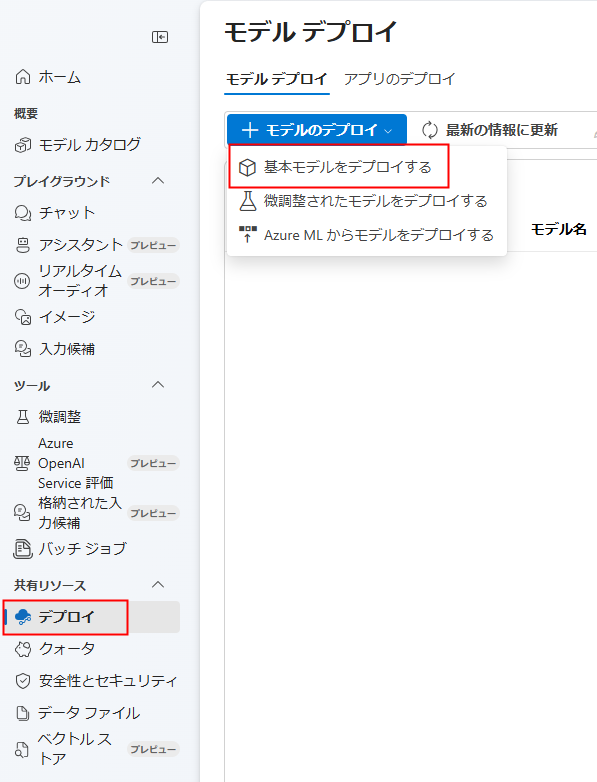 ホーム
概要
モデル カタログ
プレイグラウンド
チャット
アシスタント プレビュー
リアルタイム
オーディオ プレビュー
イメージ
入力候補
ツール
微調整
Azure
OpenAI
Service 評価 プレビュー
格納された入
力候補 プレビュー
バッチ ジョブ
共有リソース
デプロイ
クォータ
安全性とセキュリティ
データ ファイル
ベクトル ス
トア プレビュー
モデル デプロイ
モデル デプロイ アプリのデプロイ
モデルのデプロイ 最新の情報に更新
基本モデルをデプロイする
微調整されたモデルをデプロイする
Azure ML からモデルをデプロイする
モデル名